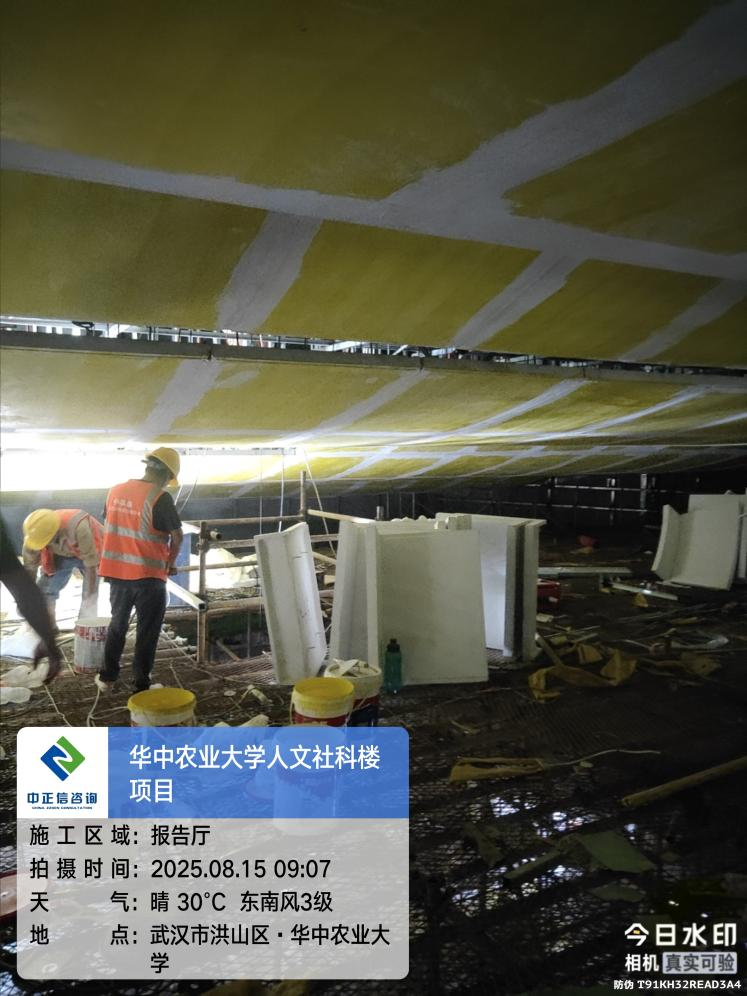 中正信咨询
华中农业大学人文社科楼
项目
施工区域：报告厅
拍摄时间：2025.08.15 09:07
天气：晴 30℃ 东南风3级
地点：武汉市洪山区·华中农业大
学
今日水印
相机 真实可验
防伪 T91KH32READ3A4